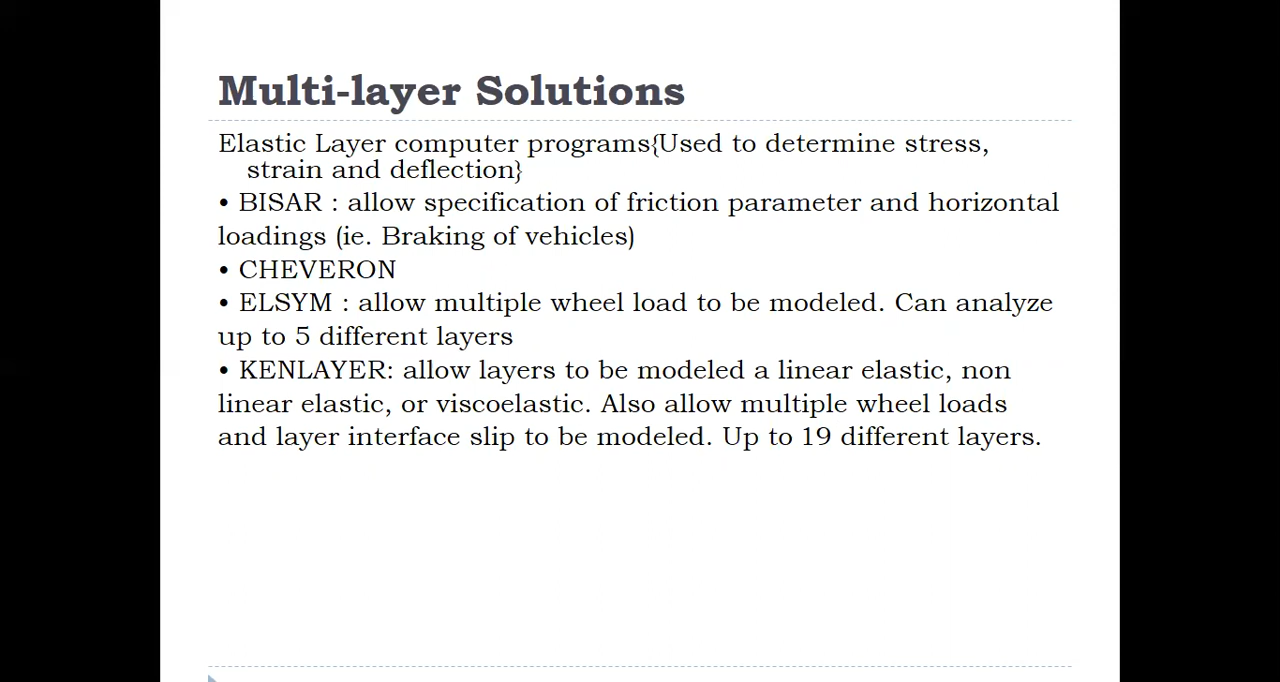 Multi-layer Solutions
Elastic Layer computer programs{Used to determine stress,
strain and deflection}
• BISAR : allow specification of friction parameter and horizontal
loadings (ie. Braking of vehicles)
• CHEVERON
• ELSYM : allow multiple wheel load to be modeled. Can analyze
up to 5 different layers
• KENLAYER: allow layers to be modeled a linear elastic, non
linear elastic, or viscoelastic. Also allow multiple wheel loads
and layer interface slip to be modeled. Up to 19 different layers.